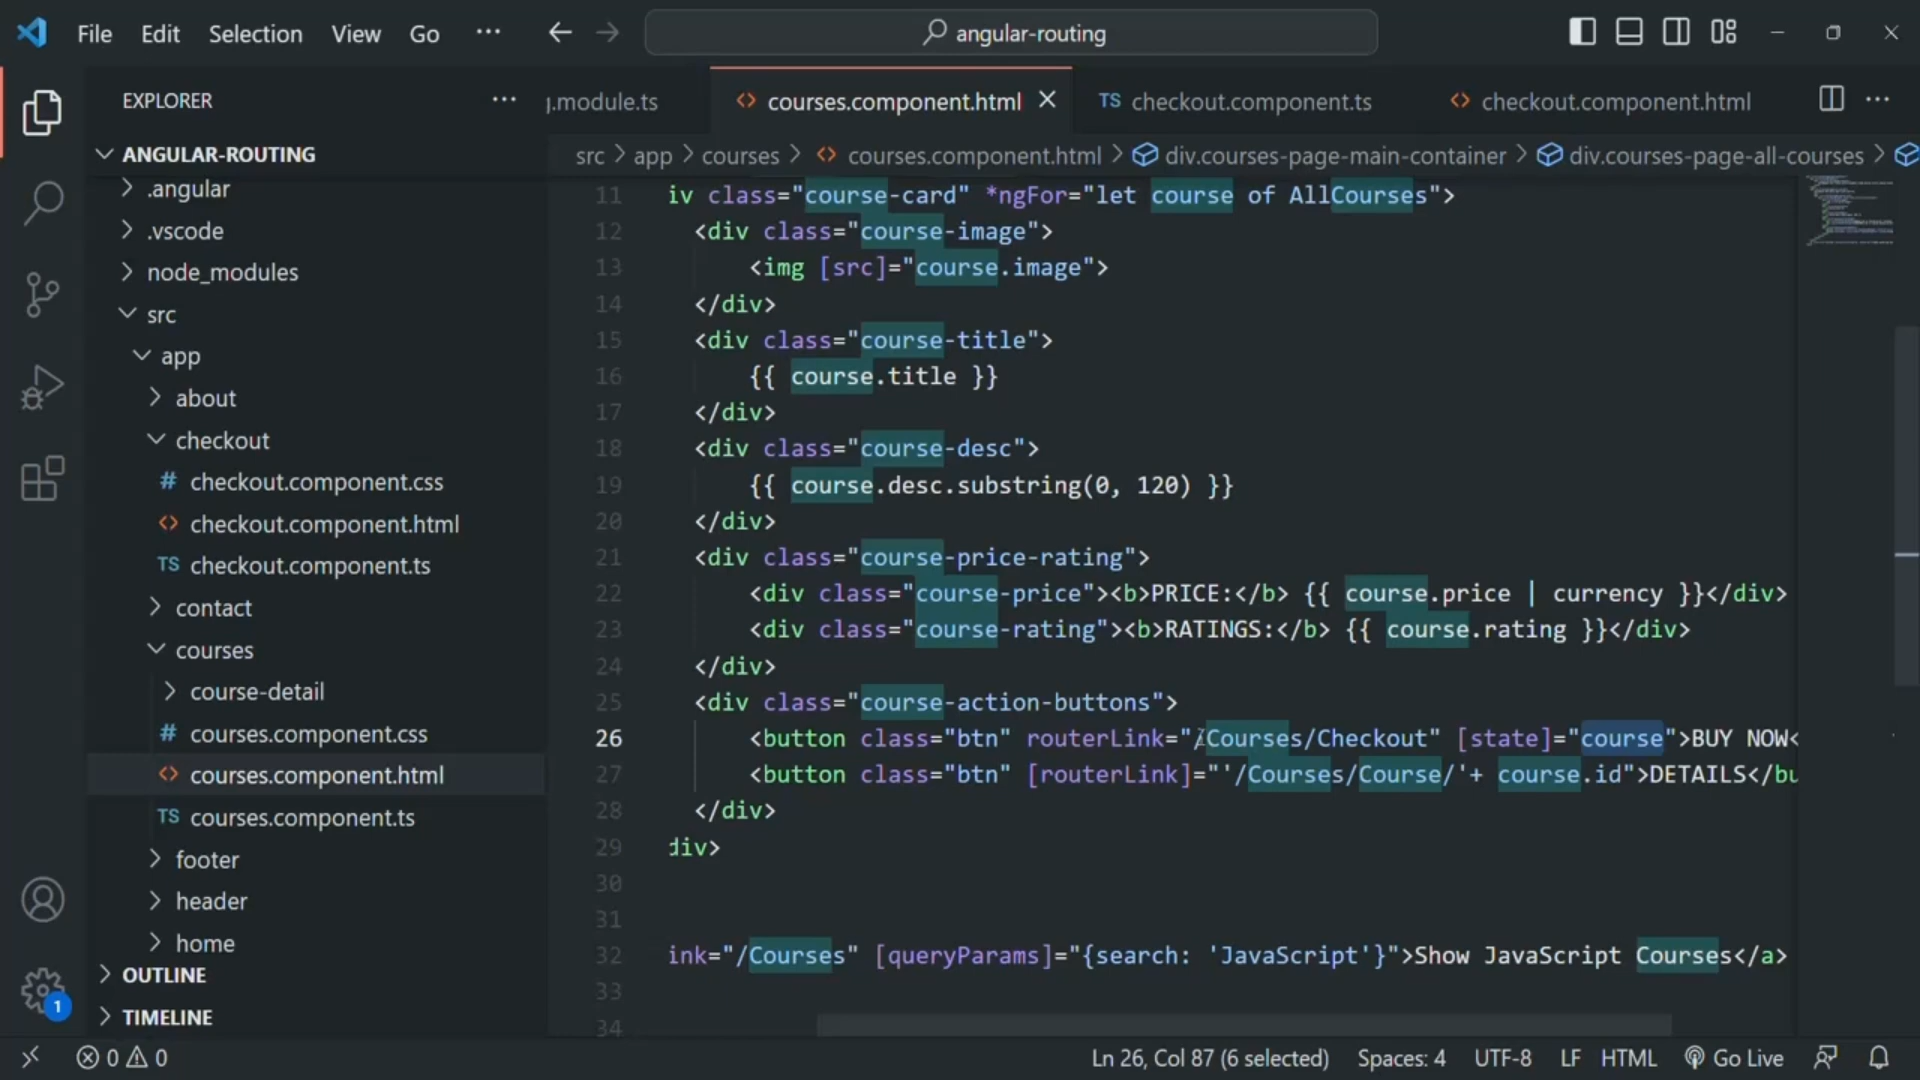 File Edit Selection View Go ··· angular-routing
EXPLORER ···
ANGULAR-ROUTING
.angular
.vscode
node_modules
src
app
about
checkout
# checkout.component.css
<> checkout.component.html
TS checkout.component.ts
contact
courses
course-detail
# courses.component.css
<> courses.component.html
TS courses.component.ts
footer
header
home
OUTLINE
TIMELINE
1
.module.ts <> courses.component.html TS checkout.component.ts <> checkout.component.html ···
src > app > courses > <> courses.component.html > div.courses-page-main-container > div.courses-page-all-courses >
11 iv class="course-card" *ngFor="let course of AllCourses">
12 <div class="course-image">
13 <img [src]="course.image">
14 </div>
15 <div class="course-title">
16 {{ course.title }}
17 </div>
18 <div class="course-desc">
19 {{ course.desc.substring(0, 120) }}
20 </div>
21 <div class="course-price-rating">
22 <div class="course-price"><b>PRICE:</b> {{ course.price | currency }}</div>
23 <div class="course-rating"><b>RATINGS:</b> {{ course.rating }}</div>
24 </div>
25 <div class="course-action-buttons">
26 <button class="btn" routerLink="/Courses/Checkout" [state]="course">BUY NOW<
27 <button class="btn" [routerLink]="'/Courses/Course/'+ course.id">DETAILS</bu
28 </div>
29 div>
30
31
32 ink="/Courses" [queryParams]="{search: 'JavaScript'}">Show JavaScript Courses</a>
33
34
0 0 Ln 26, Col 87 (6 selected) Spaces: 4 UTF-8 LF HTML Go Live